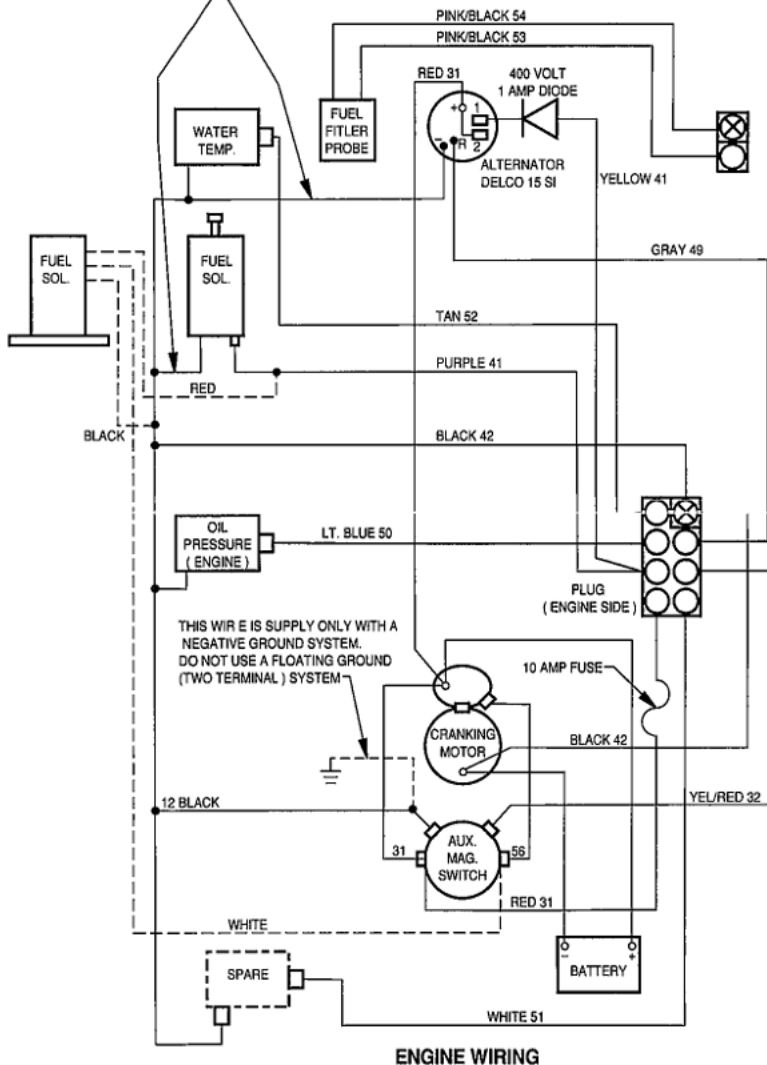 PINK/BLACK 54
PINK/BLACK 53
RED 31
400 VOLT
1 AMP DIODE
FUEL
FITLER
PROBE
WATER
TEMP.
+ 1
- R 2
ALTERNATOR
DELCO 15 SI
YELLOW 41
GRAY 49
FUEL
SOL.
FUEL
SOL.
TAN 52
PURPLE 41
RED
BLACK
BLACK 42
OIL
PRESSURE
( ENGINE )
LT. BLUE 50
PLUG
( ENGINE SIDE )
THIS WIR E IS SUPPLY ONLY WITH A
NEGATIVE GROUND SYSTEM.
DO NOT USE A FLOATING GROUND
(TWO TERMINAL ) SYSTEM
10 AMP FUSE
CRANKING
MOTOR
BLACK 42
12 BLACK
YEL/RED 32
31
AUX.
MAG.
SWITCH
56
RED 31
WHITE
SPARE
- +
BATTERY
WHITE 51
ENGINE WIRING